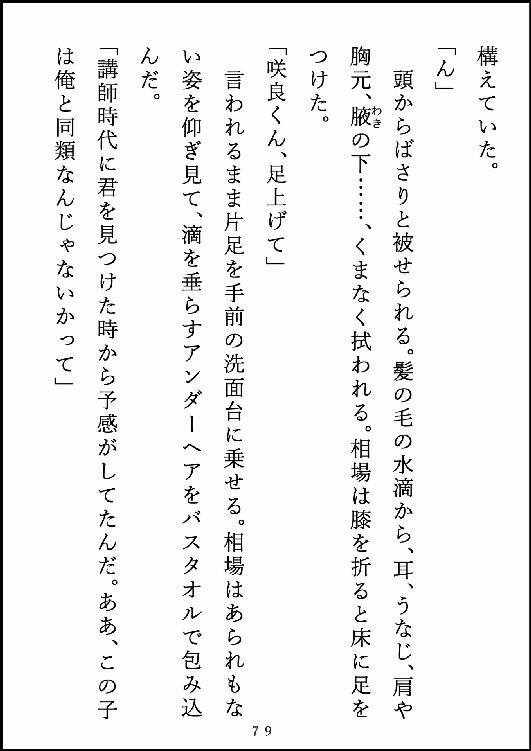 構えていた。
「ん」
　頭からばさりと被せられる。髪の毛の水滴から、耳、うなじ、肩や
胸元、腋わきの下……、くまなく拭われる。相場は膝を折ると床に足を
つけた。
「咲良くん、足上げて」
　言われるまま片足を手前の洗面台に乗せる。相場はあられもな
い姿を仰ぎ見て、滴を垂らすアンダーヘアをバスタオルで包み込
んだ。
「講師時代に君を見つけた時から予感がしてたんだ。ああ、この子
は俺と同類なんじゃないかって」
79